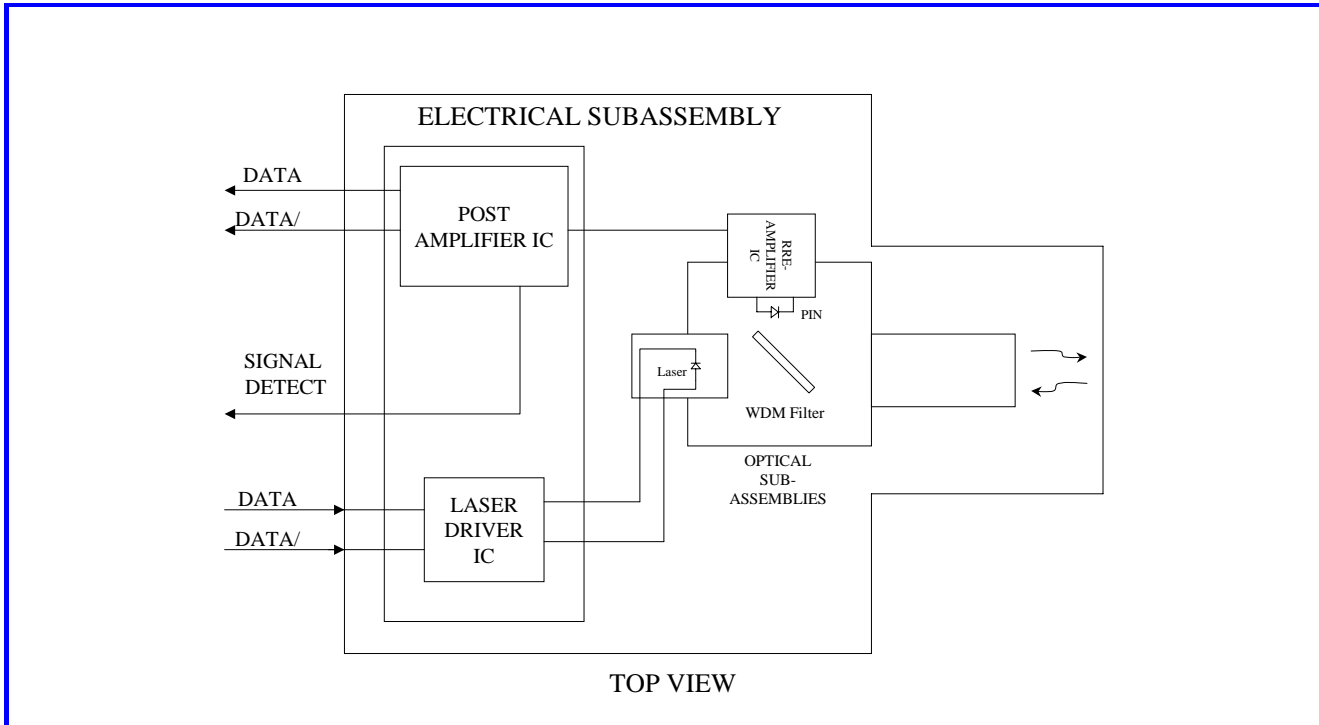 ELECTRICAL SUBASSEMBLY
DATA
DATA/
POST
AMPLIFIER IC
RRE-
AMPLIFIER
IC
PIN
SIGNAL
DETECT
Laser
WDM Filter
OPTICAL
SUB-
ASSEMBLIES
DATA
DATA/
LASER
DRIVER
IC
TOP VIEW